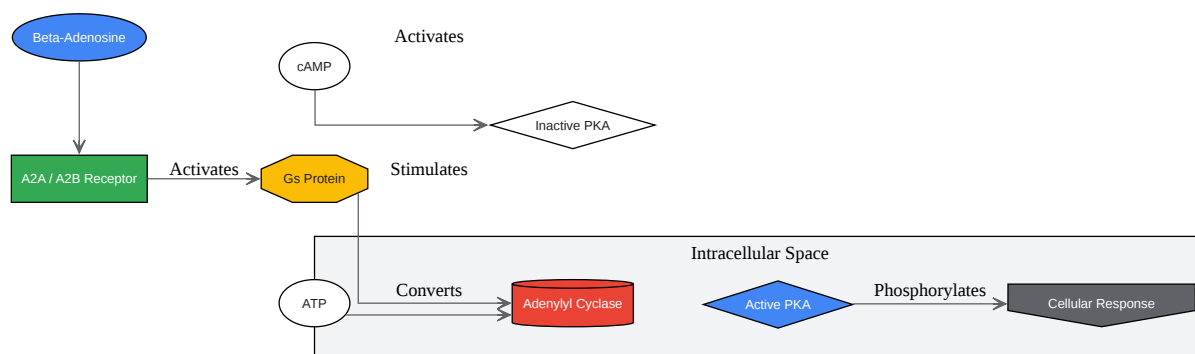 Beta-Adenosine
Activates
cAMP
Inactive PKA
A2A / A2B Receptor
Activates
Gs Protein
Stimulates
Intracellular Space
ATP
Converts
Adenylyl Cyclase
Active PKA
Phosphorylates
Cellular Response